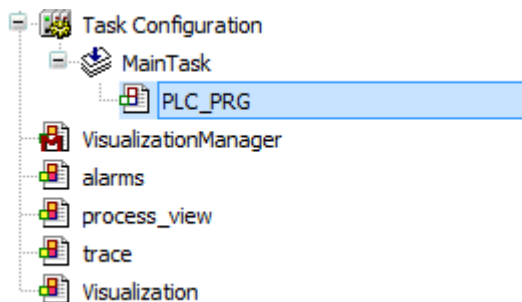 Task Configuration
MainTask
PLC_PRG
VisualizationManager
alarms
process_view
trace
Visualization